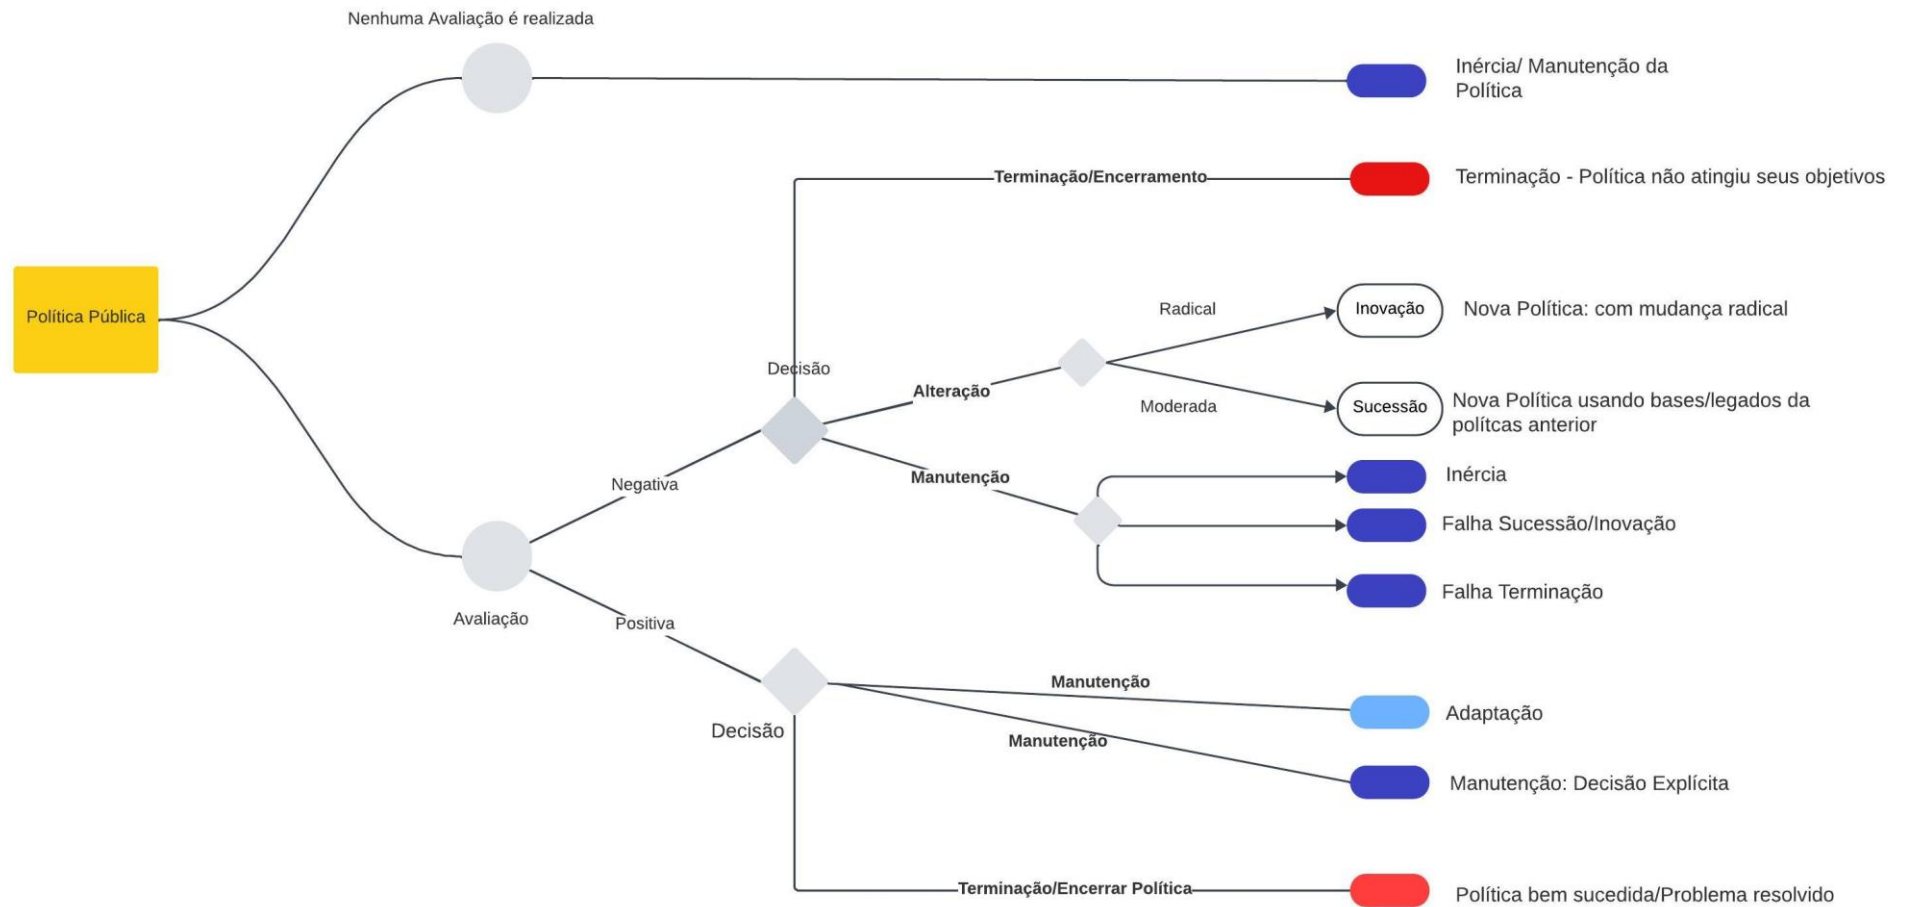 Nenhuma Avaliação é realizada
Inércia/ Manutenção da
Política
Terminação/Encerramento
Terminação - Política não atingiu seus objetivos
Política Pública
Radical
Inovação
Nova Política: com mudança radical
Decisão
Alteração
Moderada
Sucessão
Nova Política usando bases/legados da
polítcas anterior
Negativa
Manutenção
Inércia
Falha Sucessão/Inovação
Falha Terminação
Avaliação
Positiva
Decisão
Manutenção
Adaptação
Manutenção
Manutenção: Decisão Explícita
Terminação/Encerrar Política
Política bem sucedida/Problema resolvido